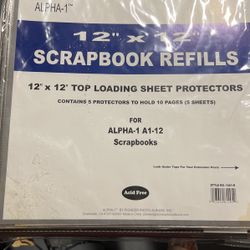 ALPHA-1™
12" x 12"
SCRAPBOOK REFILLS
12" x 12' TOP LOADING SHEET PROTECTORS
CONTAINS 5 PROTECTORS TO HOLD 10 PAGES (5 SHEETS)
FOR
ALPHA-1 A1-12
Scrapbooks
Acid Free